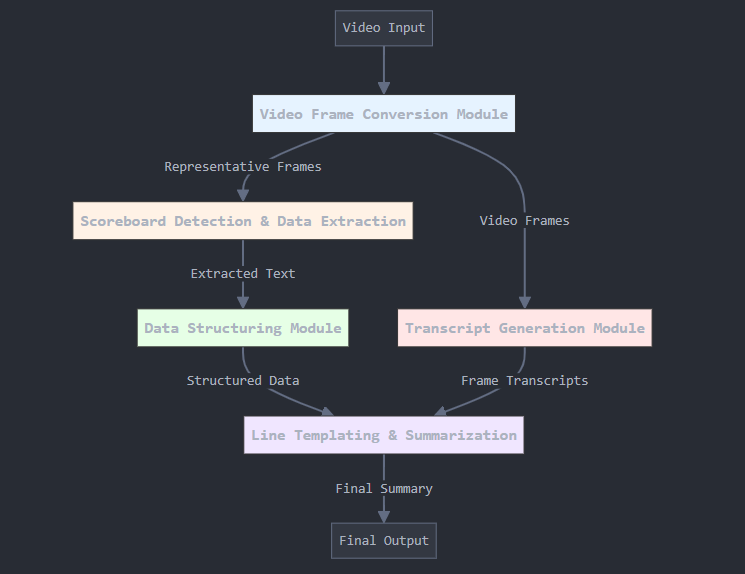 Video Input
Video Frame Conversion Module
Representative Frames
Scoreboard Detection & Data Extraction
Video Frames
Extracted Text
Data Structuring Module
Transcript Generation Module
Structured Data
Frame Transcripts
Line Templating & Summarization
Final Summary
Final Output